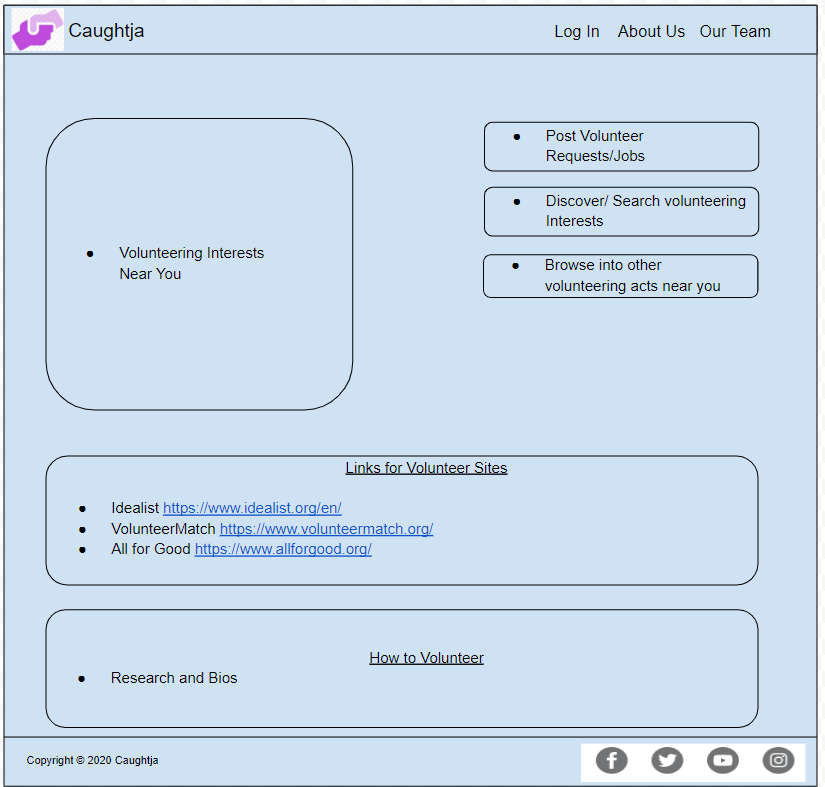 Caughtja
Log In About Us Our Team
● Volunteering Interests
Near You
● Post Volunteer
Requests/Jobs
● Discover/ Search volunteering
Interests
● Browse into other
volunteering acts near you
Links for Volunteer Sites
● Idealist https://www.idealist.org/en/
● VolunteerMatch https://www.volunteermatch.org/
● All for Good https://www.allforgood.org/
How to Volunteer
● Research and Bios
Copyright © 2020 Caughtja